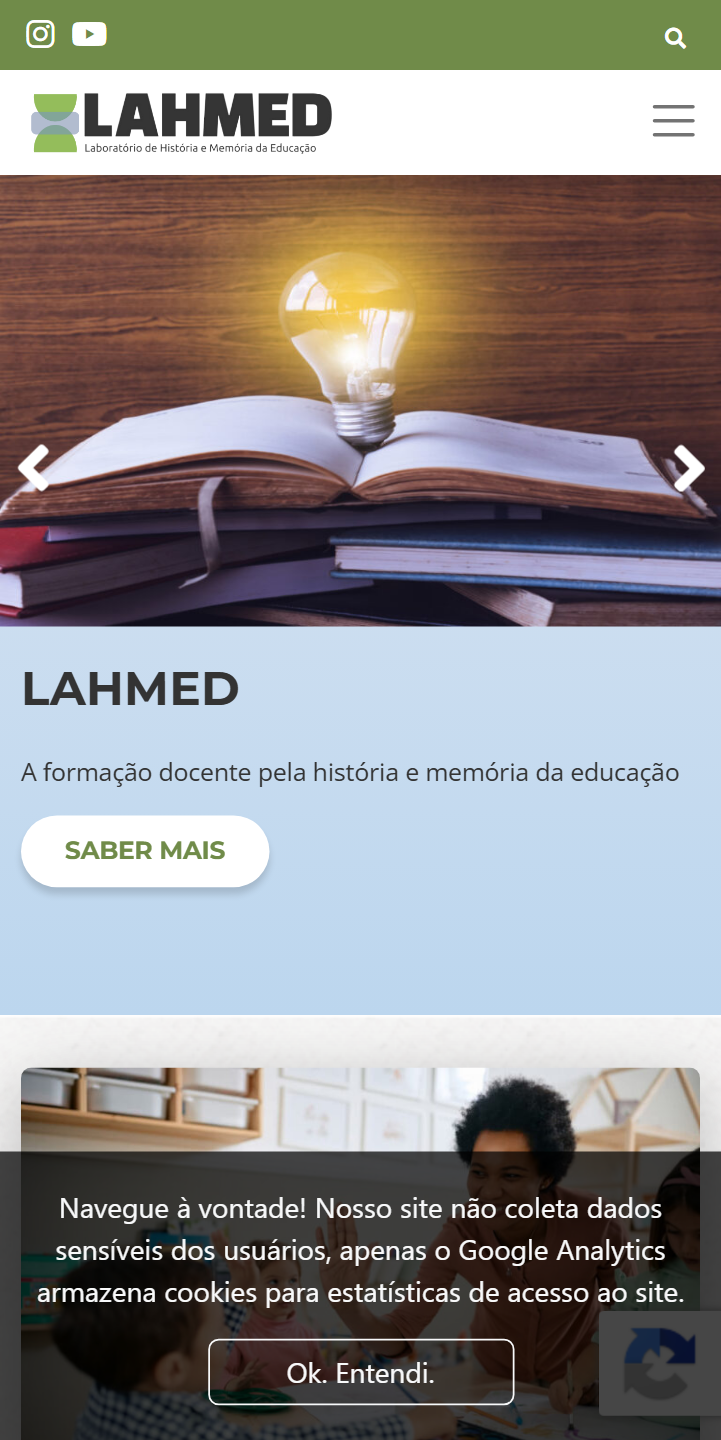 LAHMED
Laboratório de História e Memória da Educação
LAHMED
A formação docente pela história e memória da educação
SABER MAIS
Navegue à vontade! Nosso site não coleta dados
sensíveis dos usuários, apenas o Google Analytics
armazena cookies para estatísticas de acesso ao site.
Ok. Entendi.